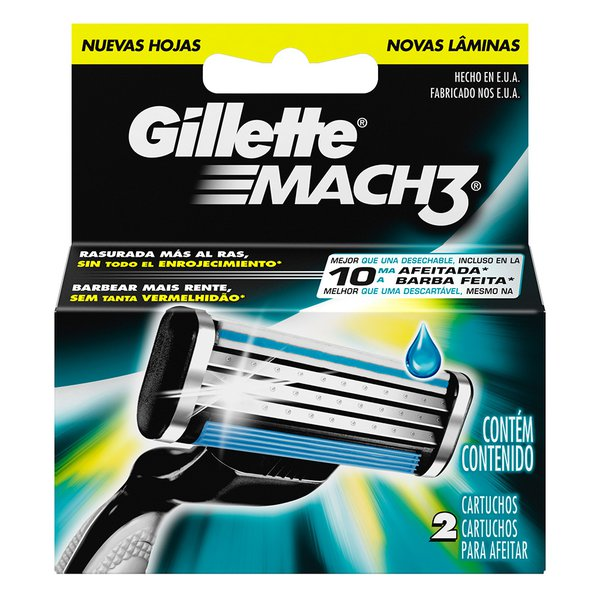 NUEVAS HOJAS
NOVAS LÂMINAS
HECHO EN E.U.A.
FABRICADO NOS E.U.A.
Gillette®
MACH3®
RASURADA MÁS AL RAS,
SIN TODO EL ENROJECIMIENTO*
BARBEAR MAIS RENTE,
SEM TANTA VERMELHIDÃO*
MEJOR QUE UNA DESECHABLE, INCLUSO EN LA
10 MA AFEITADA*
A BARBA FEITA*
MELHOR QUE UMA DESCARTÁVEL, MESMO NA
CONTÉM
CONTENIDO
2 CARTUCHOS
CARTUCHOS
PARA AFEITAR